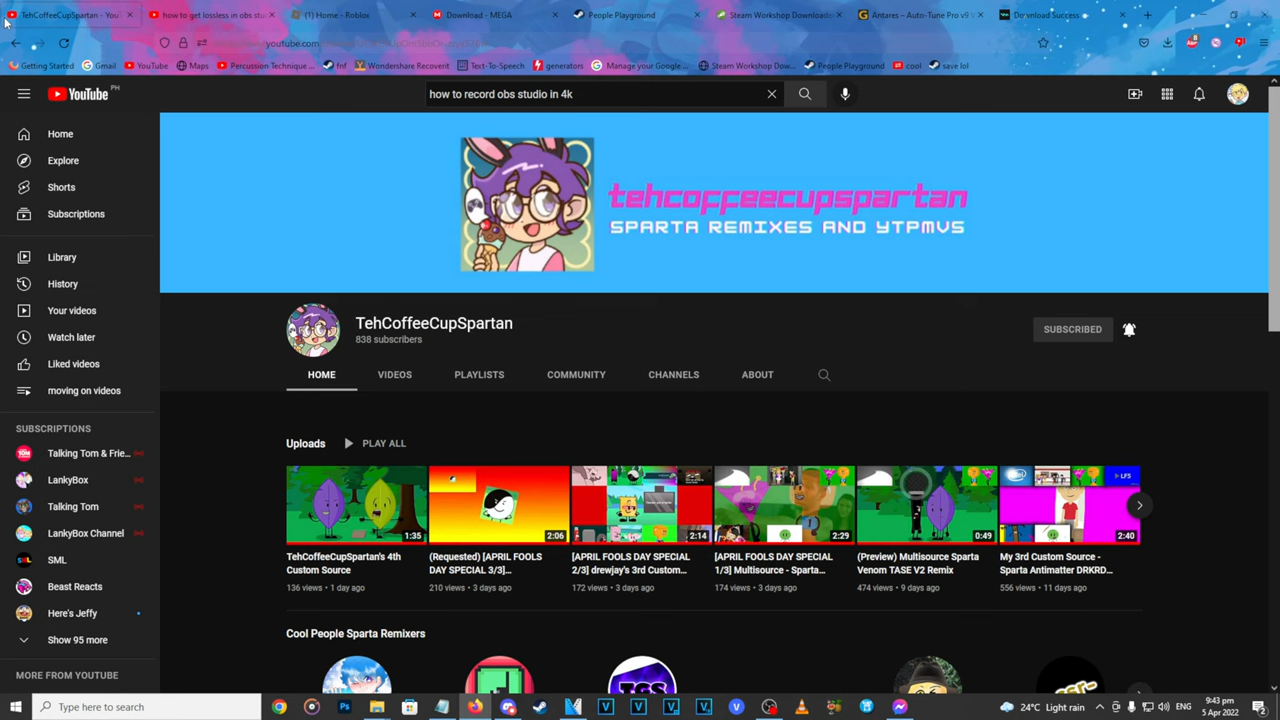 TehCoffeeCupSpartan - You
how to get lossless in obs stu
(1) Home - Roblox
Download - MEGA
People Playground
Steam Workshop Downloade
Antares – Auto-Tune Pro v9
Download Success
Getting Started
Gmail
YouTube
Maps
Percussion Technique ...
fnf
Wondershare Recoverit
Text-To-Speech
generators
Manage your Google ...
Steam Workshop Dow...
People Playground
cool
save lol
YouTube PH
how to record obs studio in 4k
Home
Explore
Shorts
Subscriptions
Library
History
Your videos
Watch later
Liked videos
moving on videos
SUBSCRIPTIONS
Talking Tom & Frie...
LankyBox
Talking Tom
LankyBox Channel
SML
Beast Reacts
Here's Jeffy
Show 95 more
MORE FROM YOUTUBE
tehcoffeecupspartan
SPARTA REMIXES AND YTPMVS
TehCoffeeCupSpartan
838 subscribers
SUBSCRIBED
HOME VIDEOS PLAYLISTS COMMUNITY CHANNELS ABOUT
Uploads PLAY ALL
1:35
TehCoffeeCupSpartan's 4th
Custom Source
136 views • 1 day ago
2:06
(Requested) [APRIL FOOLS
DAY SPECIAL 3/3]...
210 views • 3 days ago
2:14
[APRIL FOOLS DAY SPECIAL
2/3] drewjay's 3rd Custom...
172 views • 3 days ago
2:29
[APRIL FOOLS DAY SPECIAL
1/3] Multisource - Sparta...
174 views • 3 days ago
0:49
(Preview) Multisource Sparta
Venom TASE V2 Remix
474 views • 9 days ago
LFS
2:40
My 3rd Custom Source -
Sparta Antimatter DRKRD...
556 views • 11 days ago
Cool People Sparta Remixers
Type here to search
24°C Light rain
ENG
9:43 pm
5 Apr 2022